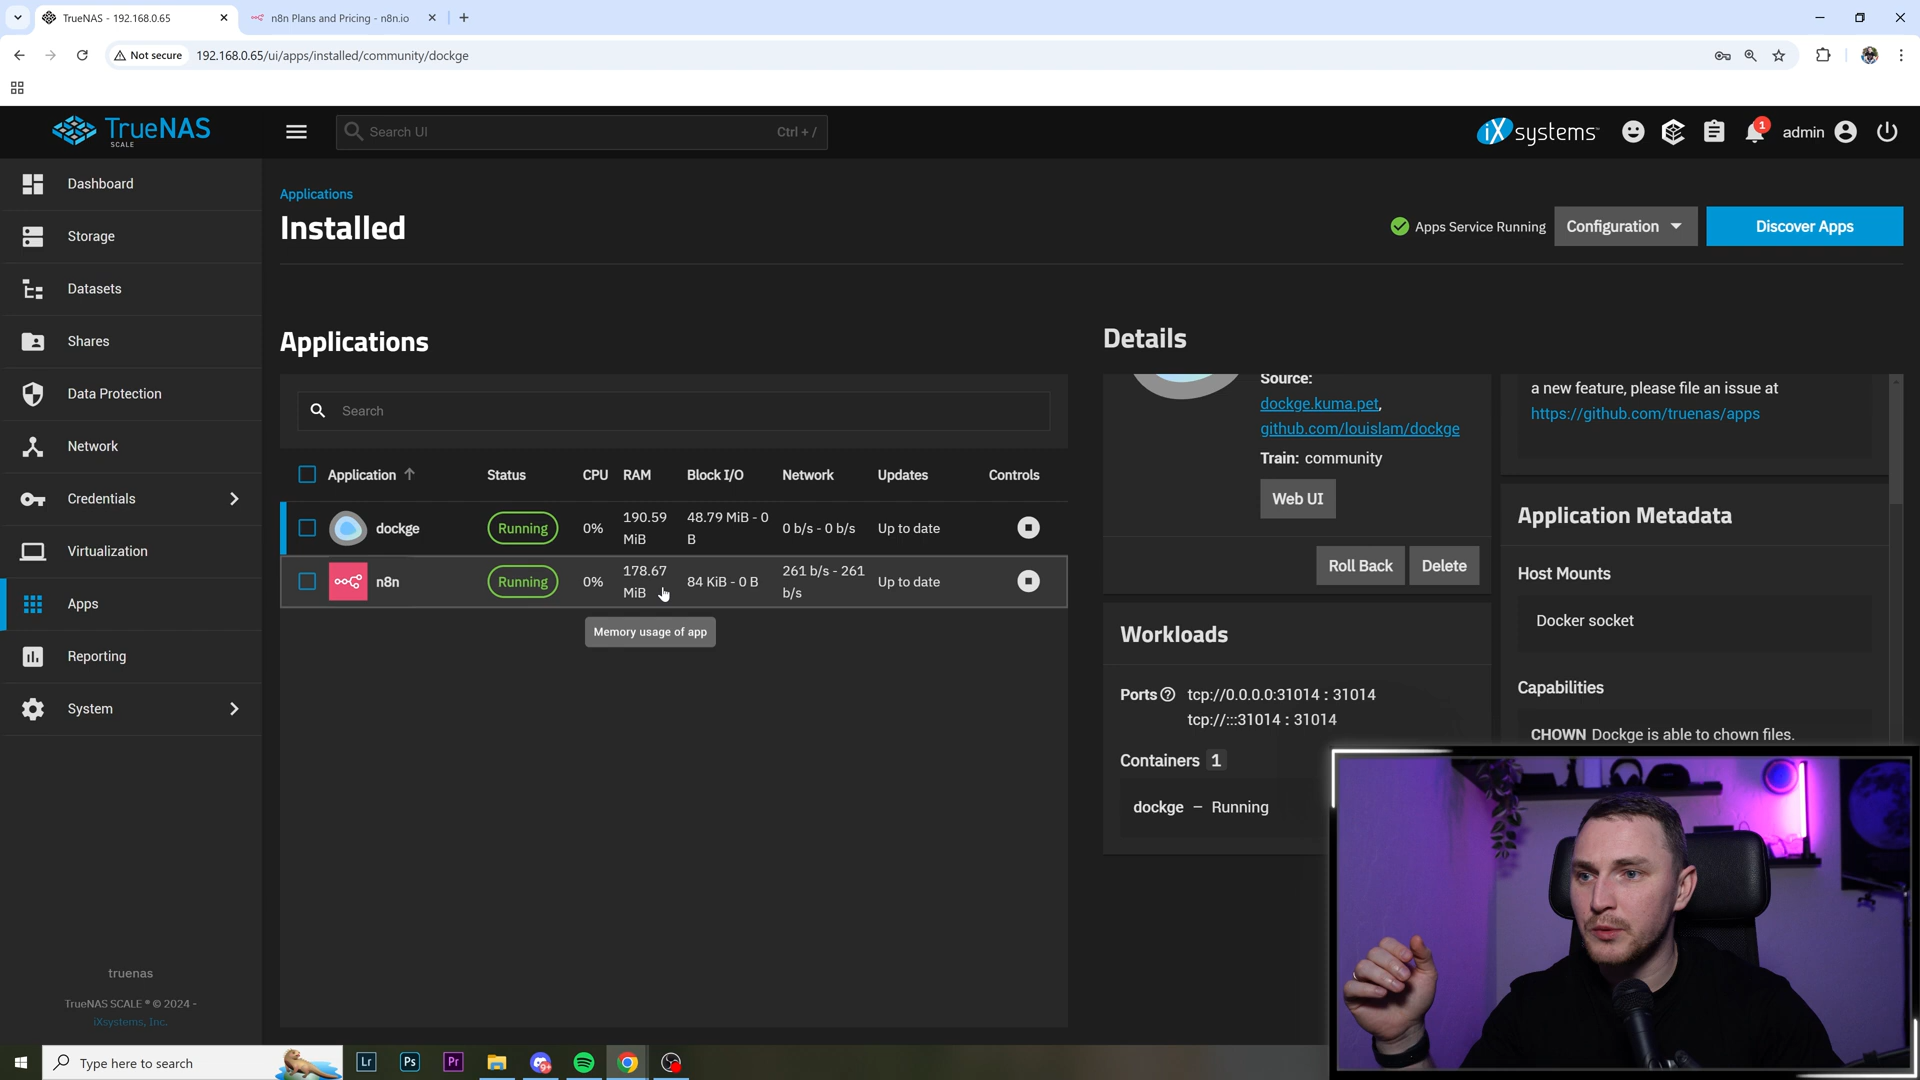 TrueNAS - 192.168.0.65
n8n Plans and Pricing - n8n.io
Not secure
192.168.0.65/ui/apps/installed/community/dockge
TrueNAS
SCALE
Search UI
Ctrl + /
iXsystems
1
admin
Dashboard
Storage
Datasets
Shares
Data Protection
Network
Credentials
Virtualization
Apps
Reporting
System
truenas
TrueNAS SCALE ® © 2024 -
iXsystems, Inc.
Applications
Installed
Apps Service Running
Configuration
Discover Apps
Applications
Search
Application Status CPU RAM Block I/O Network Updates Controls
dockge Running 0% 190.59 MiB 48.79 MiB - 0 B 0 b/s - 0 b/s Up to date
n8n Running 0% 178.67 MiB 84 KiB - 0 B 261 b/s - 261 b/s Up to date
Memory usage of app
Details
Source:
dockge.kuma.pet,
github.com/louislam/dockge
Train: community
Web UI
Roll Back
Delete
Workloads
Ports tcp://0.0.0.0:31014 : 31014
tcp://:::31014 : 31014
Containers 1
dockge – Running
a new feature, please file an issue at
https://github.com/truenas/apps
Application Metadata
Host Mounts
Docker socket
Capabilities
CHOWN Dockge is able to chown files.
Type here to search
Lr
Ps
Pr
9+